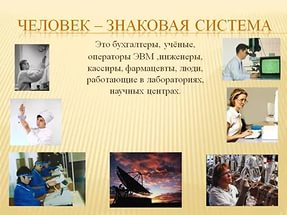 ЧЕЛОВЕК – ЗНАКОВАЯ СИСТЕМА
Это бухгалтеры, учёные,
операторы ЭВМ ,инженеры,
кассиры, фармацевты, люди,
работающие в лабораториях,
научных центрах.